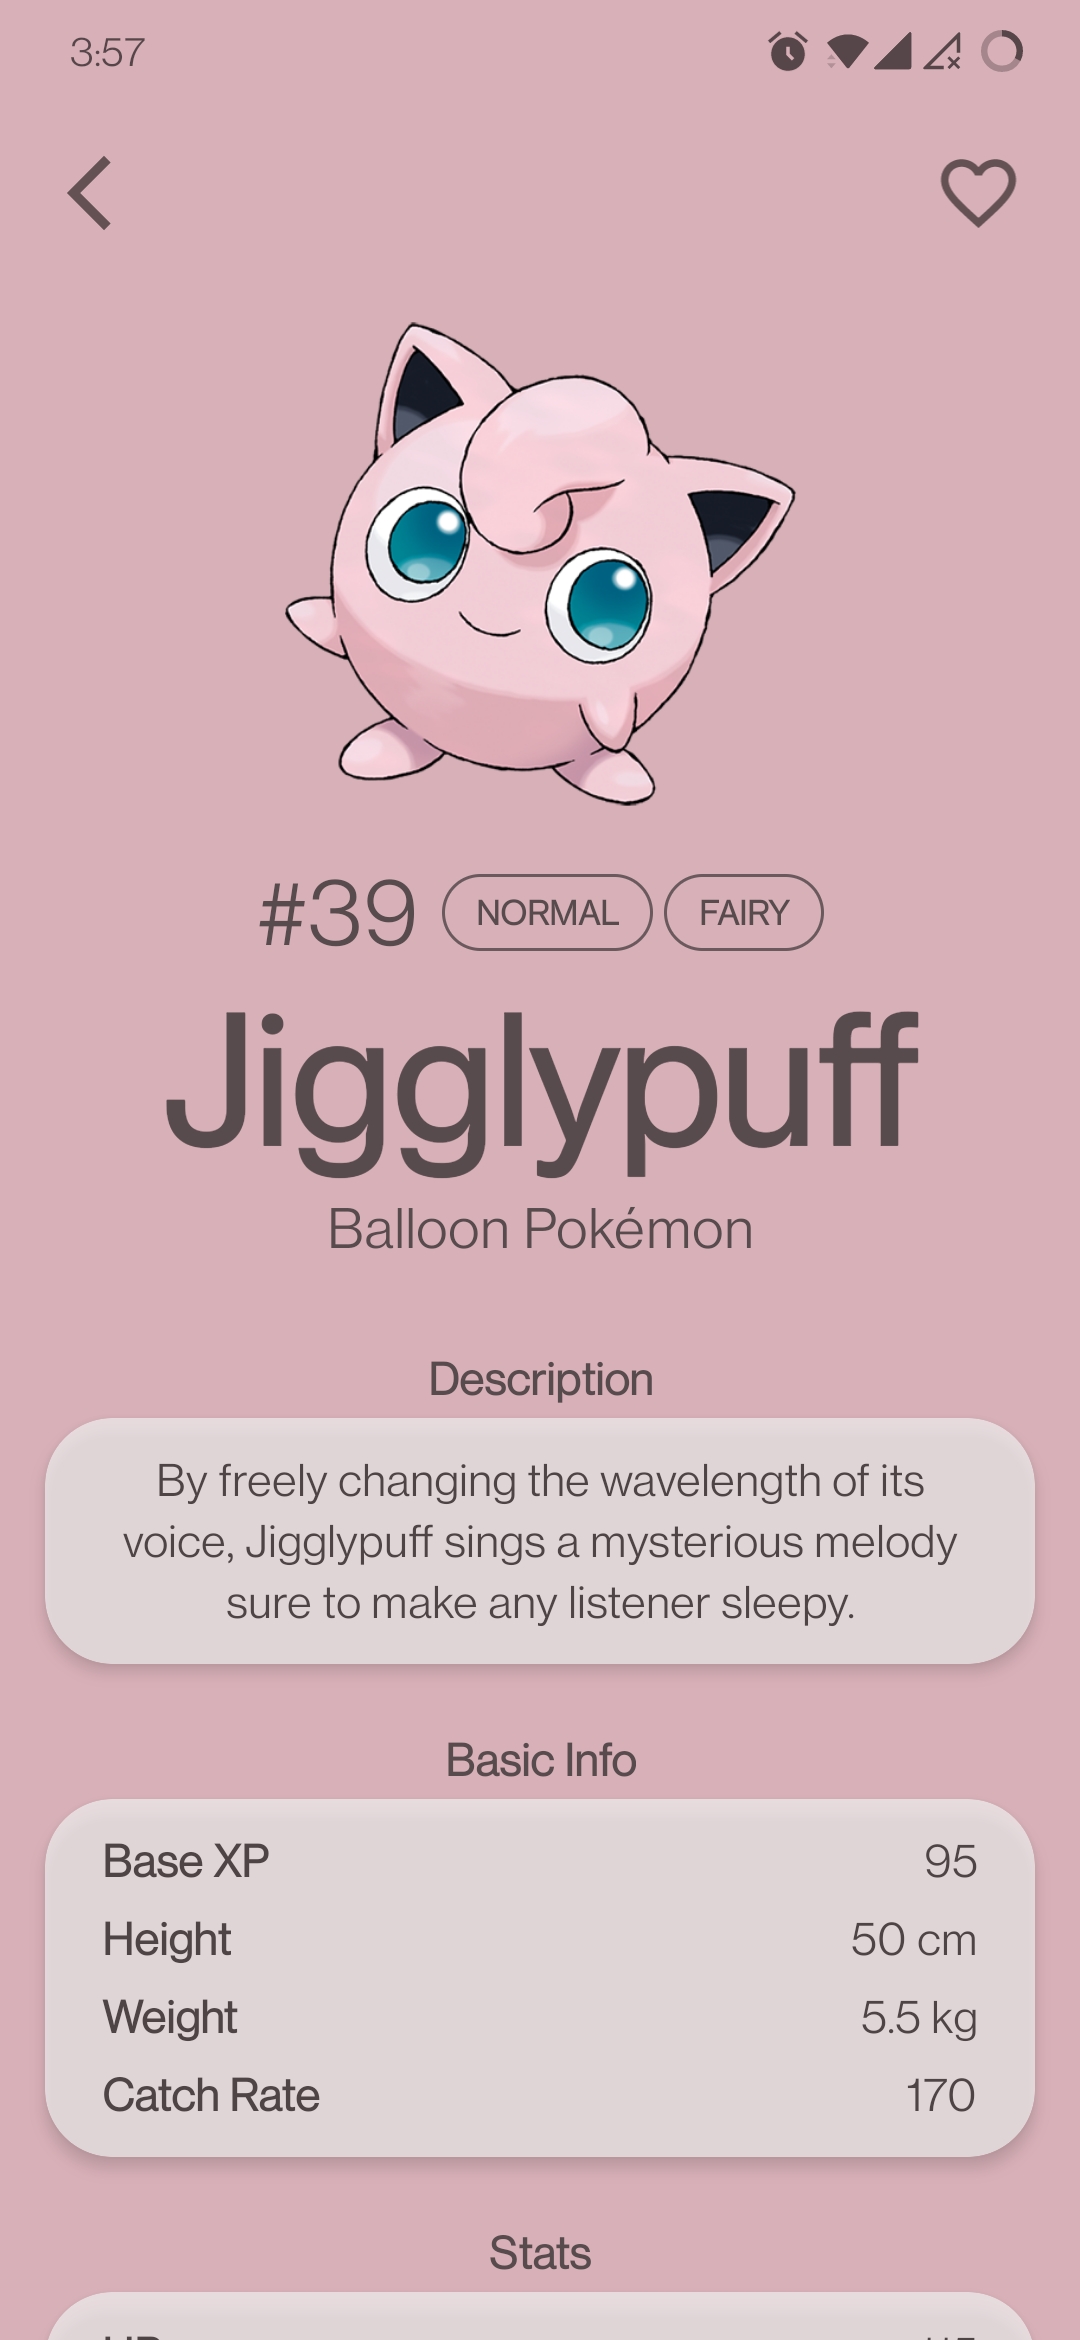 3:57
#39 NORMAL FAIRY
Jigglypuff
Balloon Pokémon
Description
By freely changing the wavelength of its
voice, Jigglypuff sings a mysterious melody
sure to make any listener sleepy.
Basic Info
Base XP 95
Height 50 cm
Weight 5.5 kg
Catch Rate 170
Stats